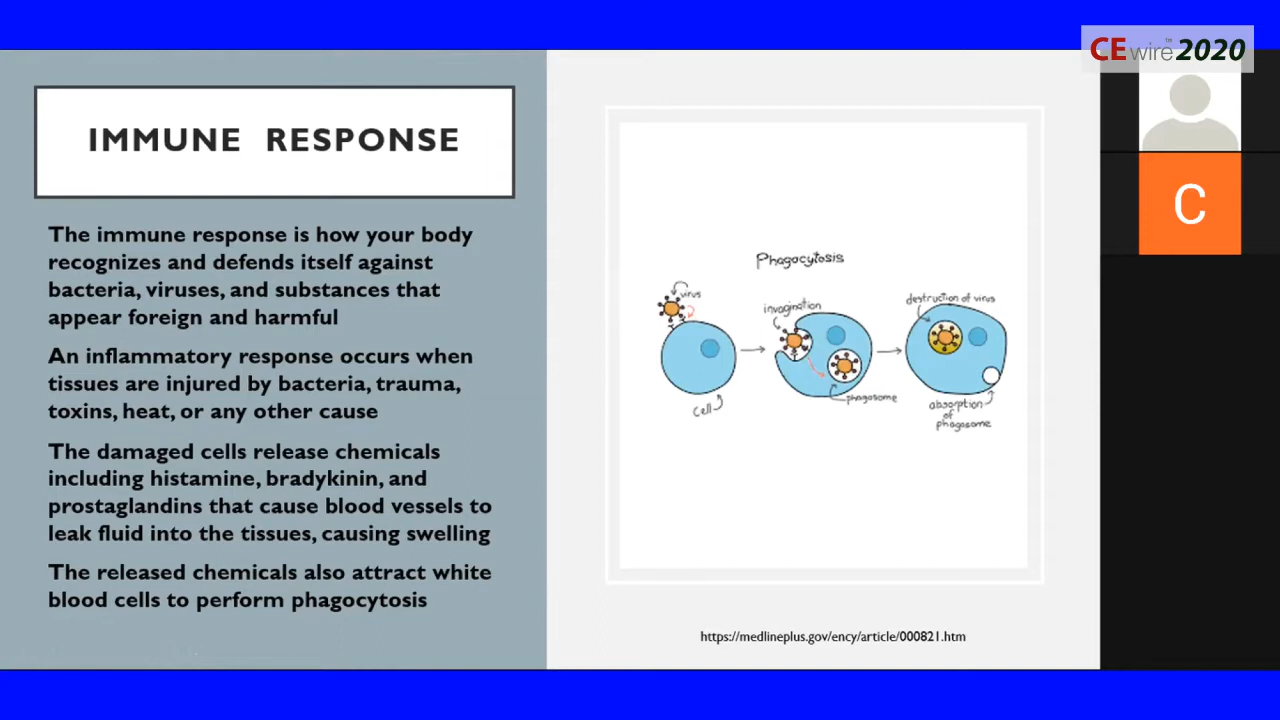 CEwire™2020
IMMUNE RESPONSE
The immune response is how your body
recognizes and defends itself against
bacteria, viruses, and substances that
appear foreign and harmful
An inflammatory response occurs when
tissues are injured by bacteria, trauma,
toxins, heat, or any other cause
The damaged cells release chemicals
including histamine, bradykinin, and
prostaglandins that cause blood vessels to
leak fluid into the tissues, causing swelling
The released chemicals also attract white
blood cells to perform phagocytosis
Phagocytosis
virus
cell
invagination
phagosome
destruction of virus
absorption
of
phagosome
https://medlineplus.gov/ency/article/000821.htm
C